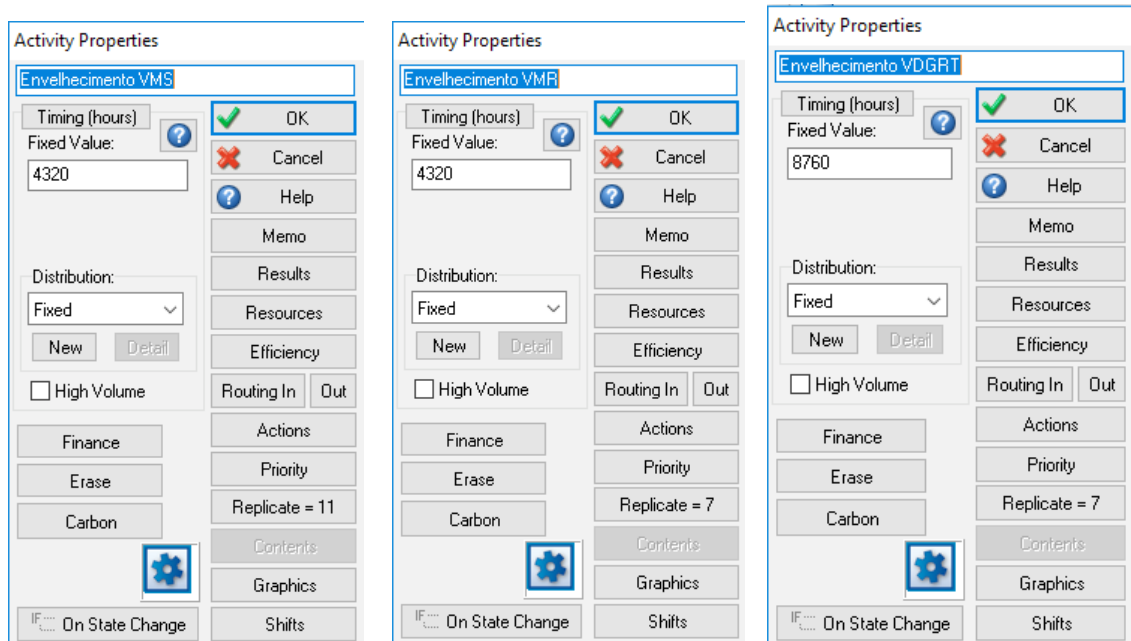 Activity Properties
Envelhecimento VMS
Timing (hours)
Fixed Value:
4320
Distribution:
Fixed
New
Detail
High Volume
Finance
Erase
Carbon
IF
On State Change
OK
Cancel
Help
Memo
Results
Resources
Efficiency
Routing In
Out
Actions
Priority
Replicate = 11
Contents
Graphics
Shifts
Activity Properties
Envelhecimento VMR
Timing (hours)
Fixed Value:
4320
Distribution:
Fixed
New
Detail
High Volume
Finance
Erase
Carbon
IF
On State Change
OK
Cancel
Help
Memo
Results
Resources
Efficiency
Routing In
Out
Actions
Priority
Replicate = 7
Contents
Graphics
Shifts
Activity Properties
Envelhecimento VDGRT
Timing (hours)
Fixed Value:
8760
Distribution:
Fixed
New
Detail
High Volume
Finance
Erase
Carbon
IF
On State Change
OK
Cancel
Help
Memo
Results
Resources
Efficiency
Routing In
Out
Actions
Priority
Replicate = 7
Contents
Graphics
Shifts